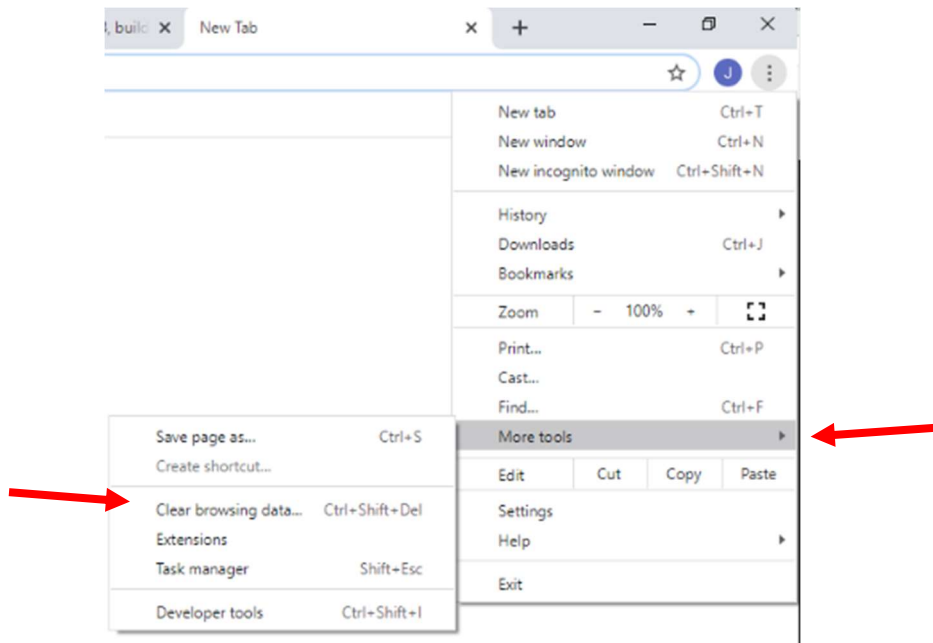 , build New Tab
J
New tab Ctrl+T
New window Ctrl+N
New incognito window Ctrl+Shift+N
History
Downloads Ctrl+J
Bookmarks
Zoom - 100% +
Print... Ctrl+P
Cast...
Find... Ctrl+F
More tools
Edit Cut Copy Paste
Settings
Help
Exit
Save page as... Ctrl+S
Create shortcut...
Clear browsing data... Ctrl+Shift+Del
Extensions
Task manager Shift+Esc
Developer tools Ctrl+Shift+I